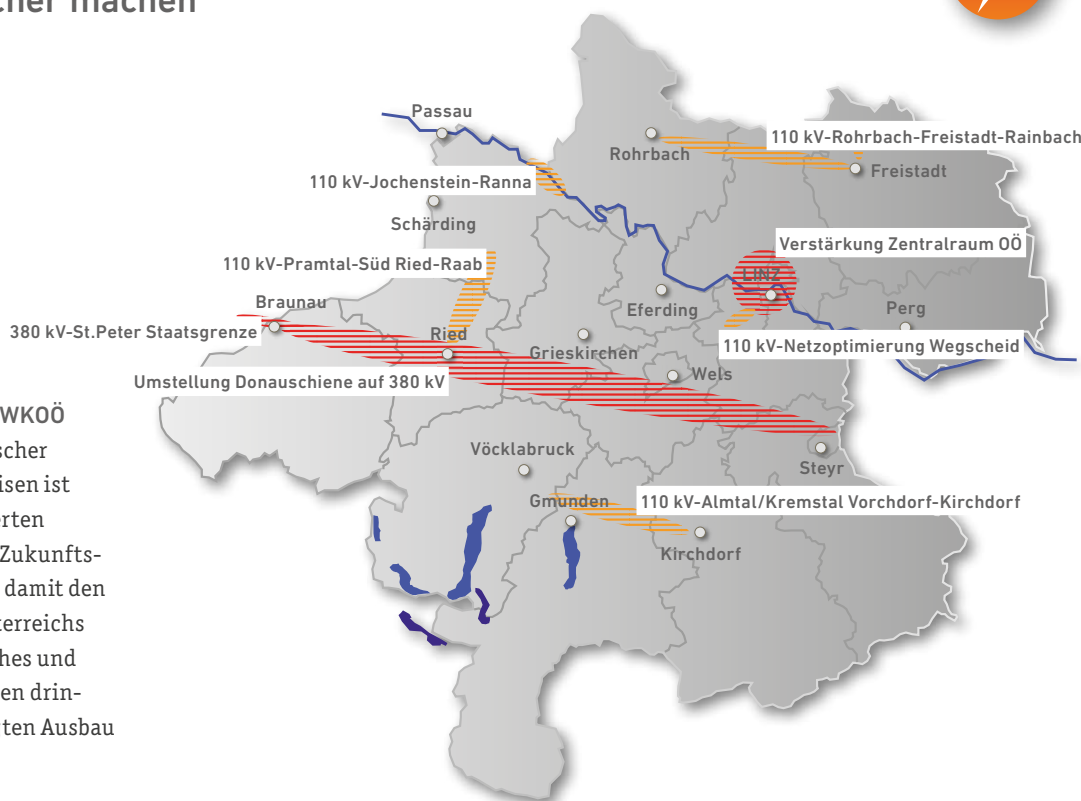 cher machen
Passau
Rohrbach
110 kV-Rohrbach-Freistadt-Rainbach
Freistadt
110 kV-Jochenstein-Ranna
Schärding
Verstärkung Zentralraum OÖ
110 kV-Pramtal-Süd Ried-Raab
LINZ
Braunau
Eferding
Perg
380 kV-St.Peter Staatsgrenze
Ried
Grieskirchen
110 kV-Netzoptimierung Wegscheid
Wels
Umstellung Donauschiene auf 380 kV
Vöcklabruck
Steyr
Gmunden
110 kV-Almtal/Kremstal Vorchdorf-Kirchdorf
Kirchdorf
WKOÖ
scher
isen ist
erten
Zukunfts-
damit den
terreichs
hes und
en drin-
ten Ausbau